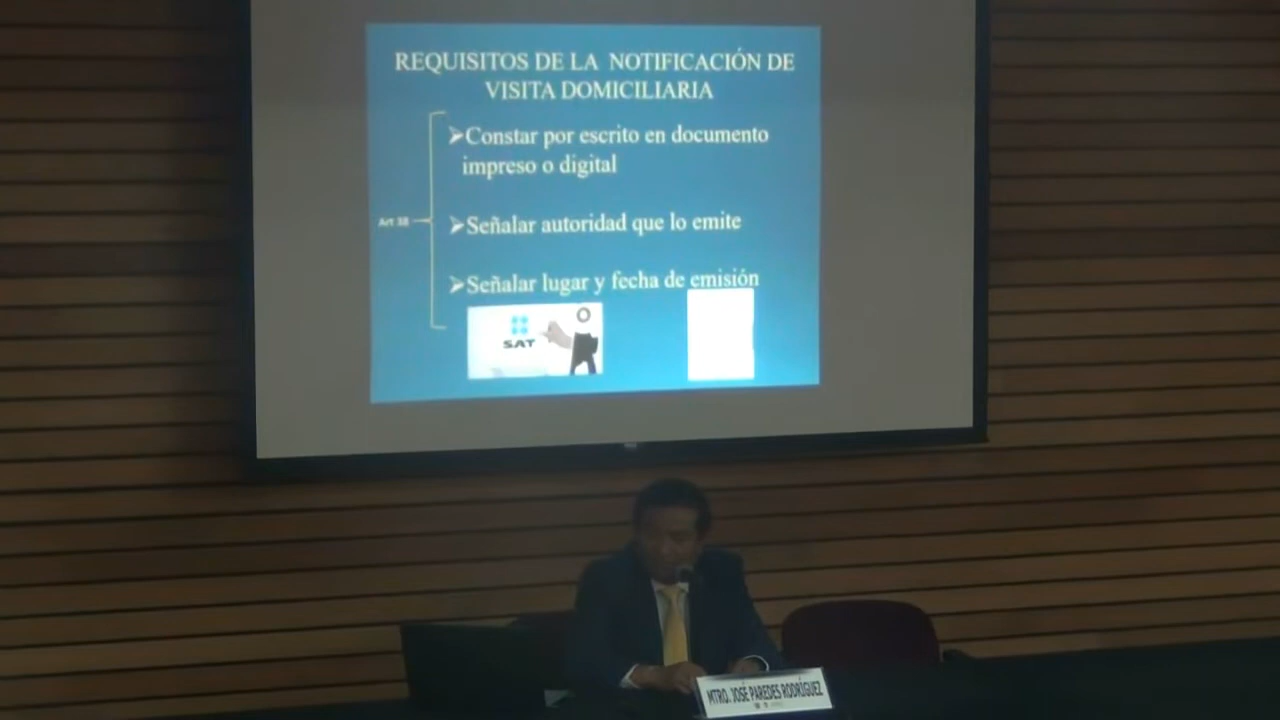 REQUISITOS DE LA NOTIFICACIÓN DE
VISITA DOMICILIARIA
➢Constar por escrito en documento
impreso o digital
Art 38
➢Señalar autoridad que lo emite
➢Señalar lugar y fecha de emisión
SAT
MTRO. JOSÉ PAREDES RODRÍGUEZ